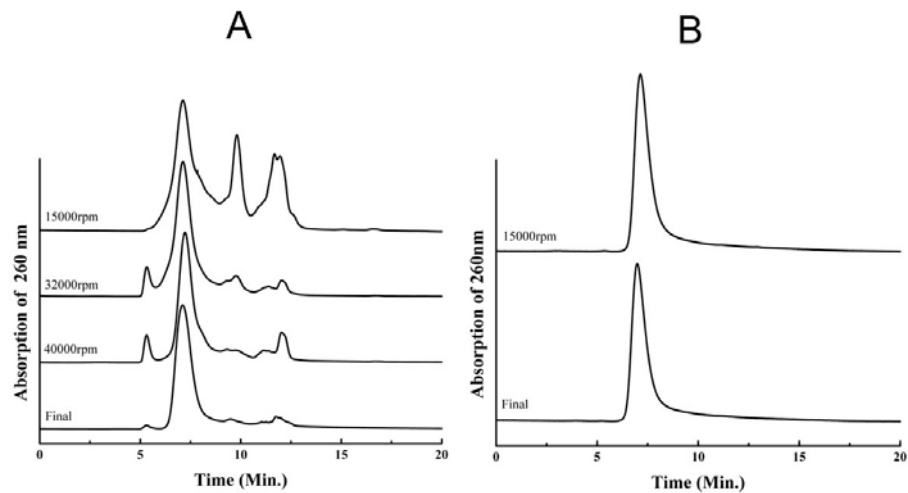 A
Absorption of 260 nm
15000rpm
32000rpm
40000rpm
Final
0 5 10 15 20
Time (Min.)
B
Absorption of 260nm
15000rpm
Final
0 5 10 15 20
Time (Min.)